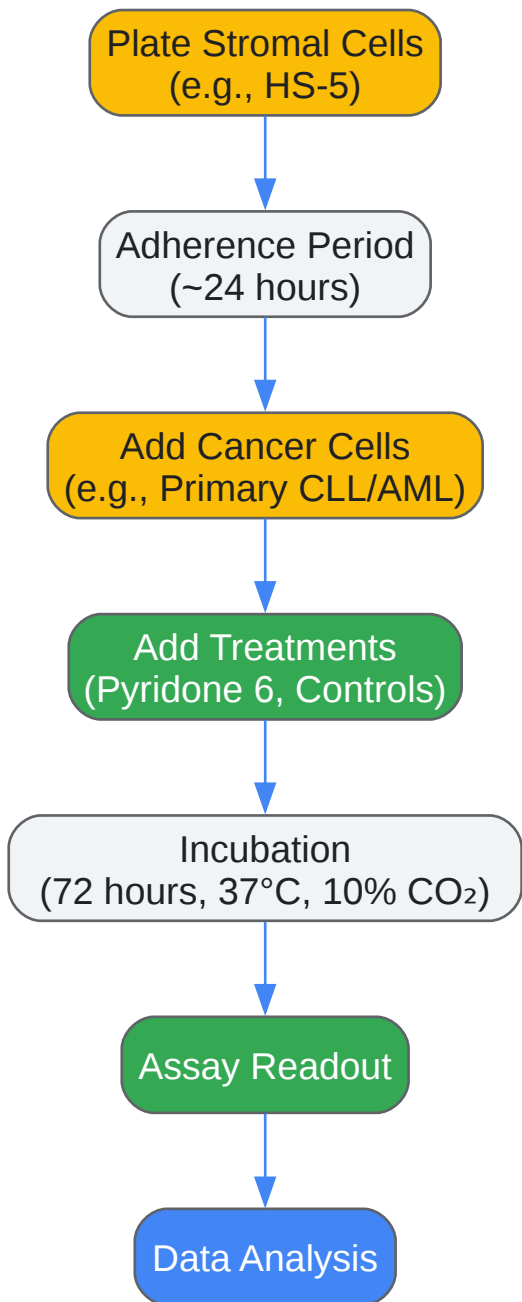 Plate Stromal Cells
(e.g., HS-5)
Adherence Period
(~24 hours)
Add Cancer Cells
(e.g., Primary CLL/AML)
Add Treatments
(Pyridone 6, Controls)
Incubation
(72 hours, 37°C, 10% CO₂)
Assay Readout
Data Analysis